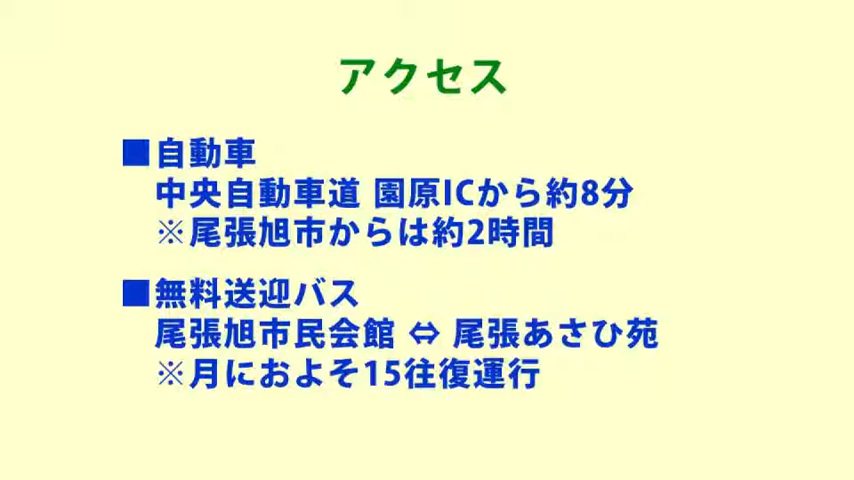 アクセス
■自動車
中央自動車道 園原ICから約8分
※尾張旭市からは約2時間
■無料送迎バス
尾張旭市民会館 ⇔ 尾張あさひ苑
※月におよそ15往復運行